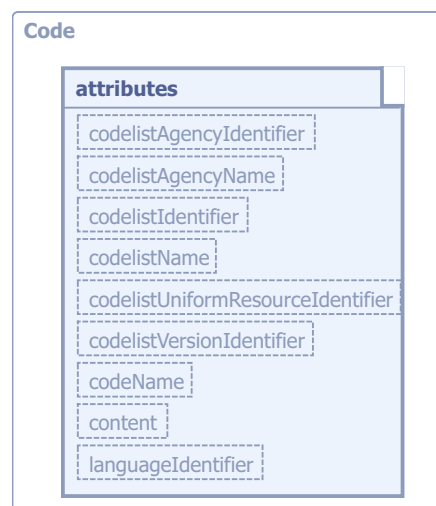 Code
attributes
codelistAgencyIdentifier
codelistAgencyName
codelistIdentifier
codelistName
codelistUniformResourceIdentifier
codelistVersionIdentifier
codeName
content
languageIdentifier